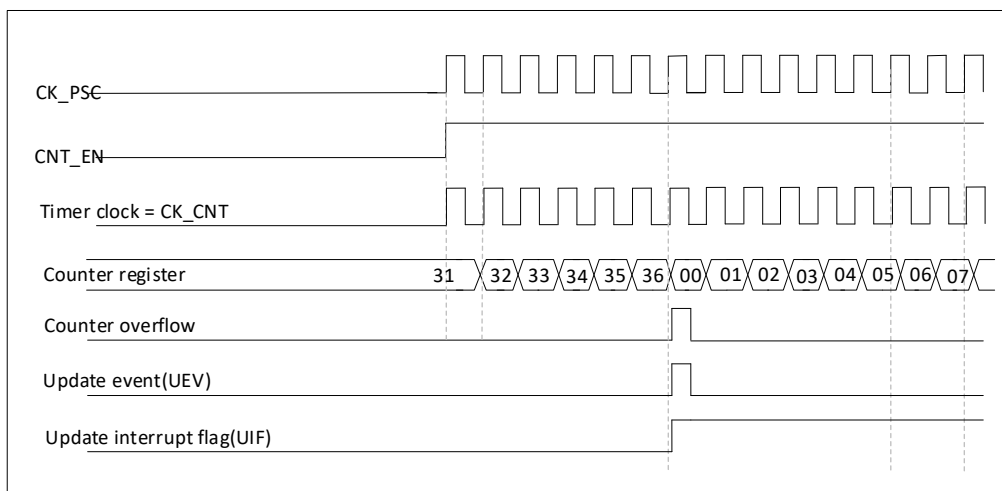 CK_PSC
CNT_EN
Timer clock = CK_CNT
Counter register 31 32 33 34 35 36 00 01 02 03 04 05 06 07
Counter overflow
Update event(UEV)
Update interrupt flag(UIF)